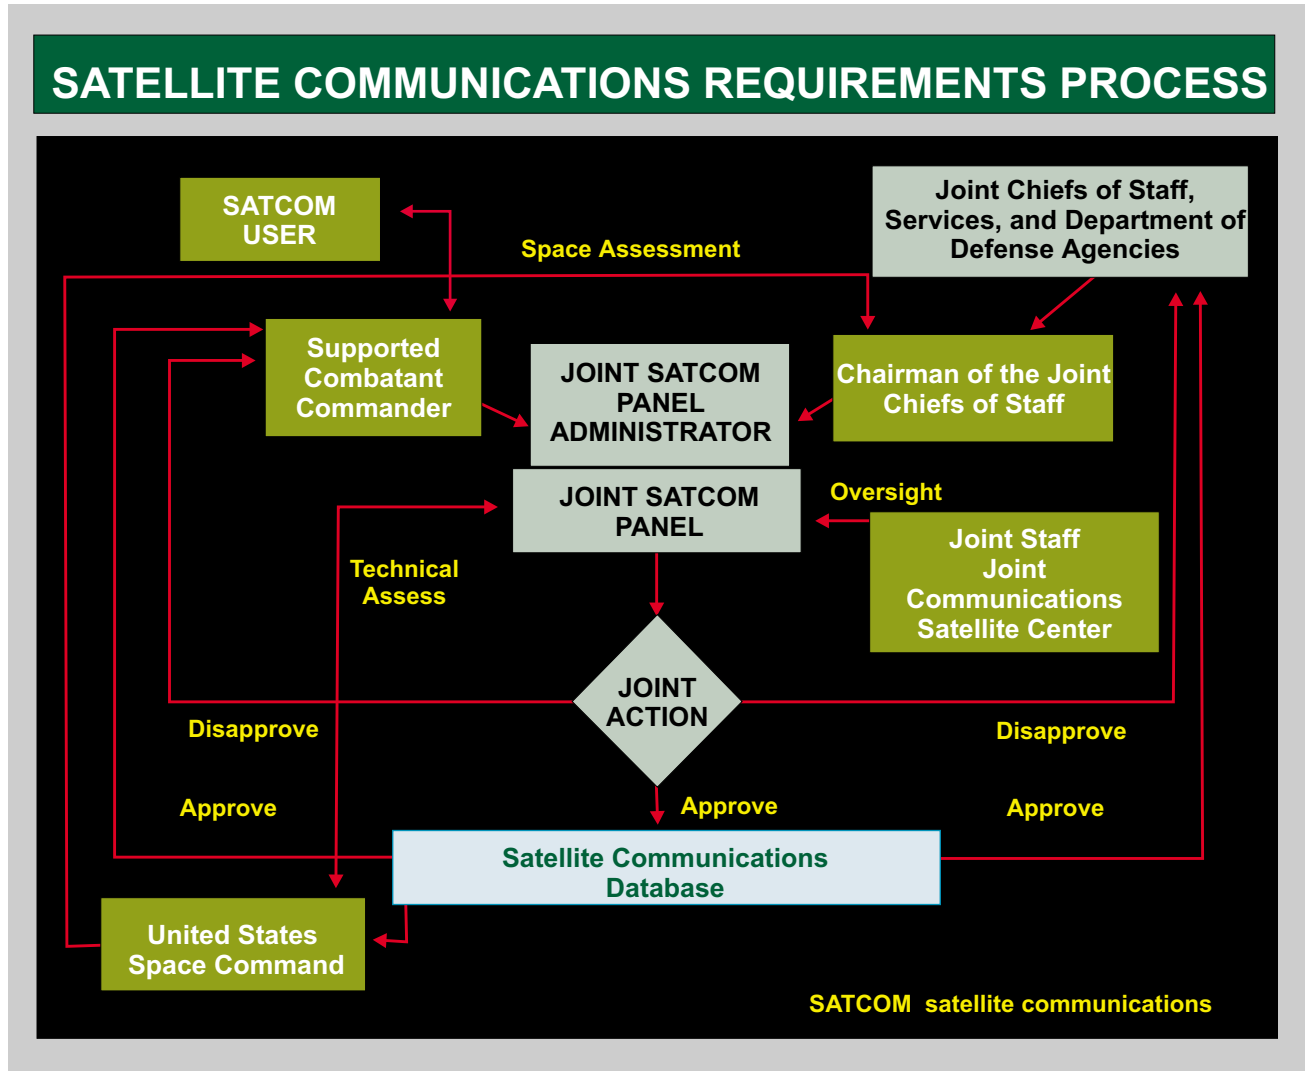 SATELLITE COMMUNICATIONS REQUIREMENTS PROCESS
SATCOM
USER
Joint Chiefs of Staff,
Services, and Department of
Defense Agencies
Space Assessment
Supported
Combatant
Commander
JOINT SATCOM
PANEL
ADMINISTRATOR
Chairman of the Joint
Chiefs of Staff
JOINT SATCOM
PANEL
Oversight
Joint Staff
Joint
Communications
Satellite Center
Technical
Assess
JOINT
ACTION
Disapprove
Disapprove
Approve
Approve
Approve
Satellite Communications
Database
United States
Space Command
SATCOM satellite communications